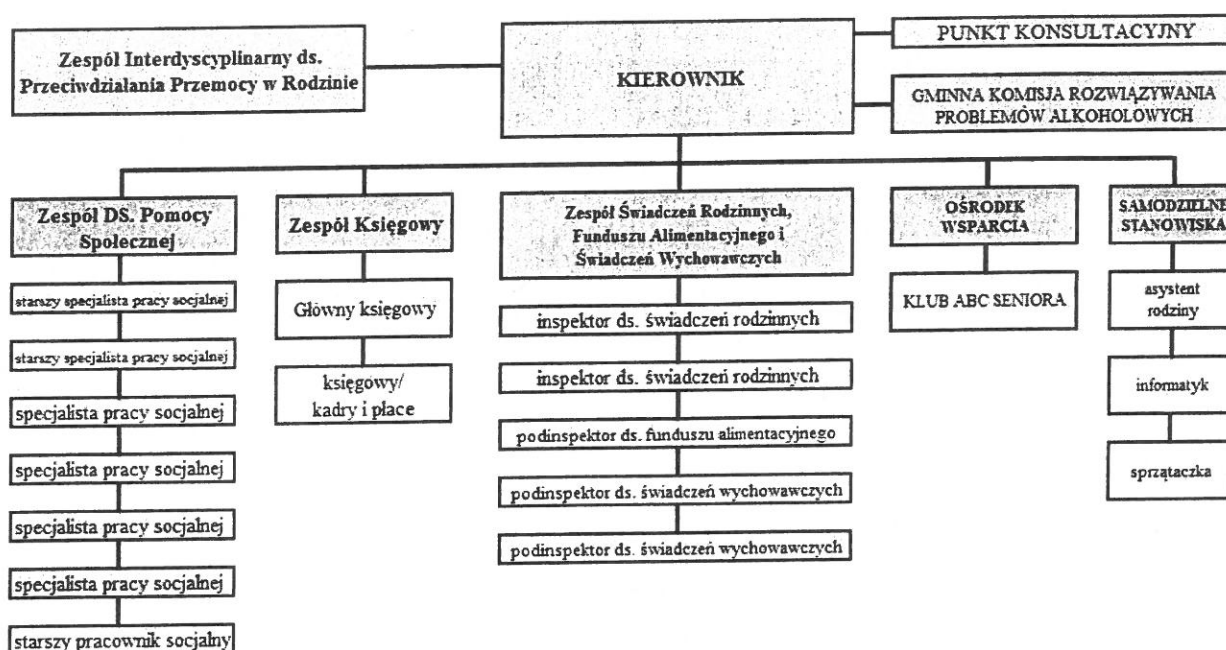 Zespół Interdyscyplinarny ds.
Przeciwdziałania Przemocy w Rodzinie
KIEROWNIK
PUNKT KONSULTACYJNY
GMINNA KOMISJA ROZWIĄZYWANIA
PROBLEMÓW ALKOHOLOWYCH
Zespół DS. Pomocy
Społecznej
starszy specjalista pracy socjalnej
starszy specjalista pracy socjalnej
specjalista pracy socjalnej
specjalista pracy socjalnej
specjalista pracy socjalnej
specjalista pracy socjalnej
starszy pracownik socjalny
Zespół Księgowy
Główny księgowy
księgowy/
kadry i płace
Zespół Świadczeń Rodzinnych,
Funduszu Alimentacyjnego i
Świadczeń Wychowawczych
inspektor ds. świadczeń rodzinnych
inspektor ds. świadczeń rodzinnych
podinspektor ds. funduszu alimentacyjnego
podinspektor ds. świadczeń wychowawczych
podinspektor ds. świadczeń wychowawczych
OŚRODEK
WSPARCIA
KLUB ABC SENIORA
SAMODZIELNE
STANOWISKA
asystent
rodziny
informatyk
sprzątaczka